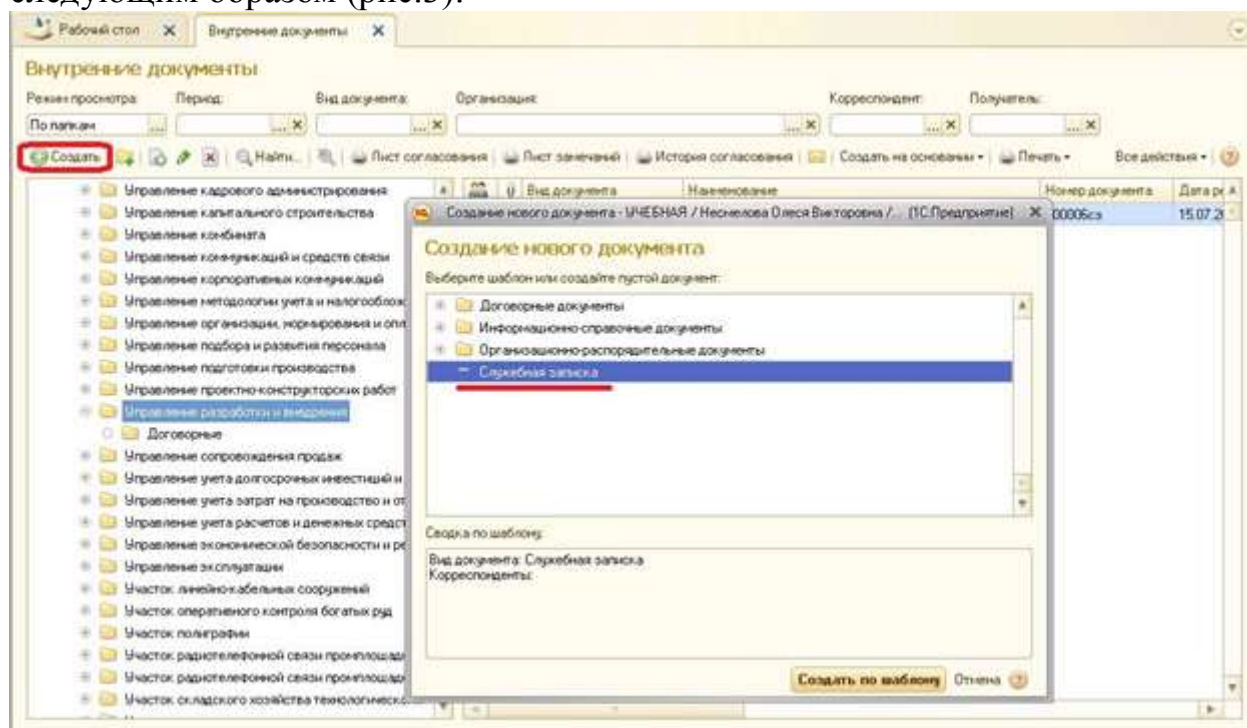 следующим образом (рис.3):
Рабочий стол Внутренние документы
Внутренние документы
Режим просмотра: Период: Вид документа: Организация: Корреспондент: Получатель:
По папкам
Создать Найти... Лист согласования Лист замечаний История согласования Создать на основании Печать Все действия
Вид документа Наименование Номер документа Дата ре
Управление кадрового администрирования
Управление капитального строительства
Управление комбината
Управление коммуникаций и средств связи
Управление корпоративных коммуникаций
Управление методологии учета и налогооблож
Управление организации, нормирования и опл
Управление подбора и развития персонала
Управление подготовки производства
Управление проектно-конструкторских работ
Управление разработки и внедрения
Договорные
Управление сопровождения продаж
Управление учета долгосрочных инвестиций и
Управление учета затрат на производство и от
Управление учета расчетов и денежных средст
Управление экономической безопасности и ре
Управление эксплуатации
Участок линейно-кабельных сооружений
Участок оперативного контроля богатых руд
Участок полиграфии
Участок радиотелефонной связи промплощад
Участок радиотелефонной связи промплощад
Участок складского хозяйства технологическо
00006сз 15.07.2
Создание нового документа - УЧЕБНАЯ / Несмелова Олеся Викторовна /... (1С:Предприятие)
Создание нового документа
Выберите шаблон или создайте пустой документ:
Договорные документы
Информационно-справочные документы
Организационно-распорядительные документы
Служебная записка
Сводка по шаблону:
Вид документа: Служебная записка
Корреспонденты:
Создать по шаблону Отмена